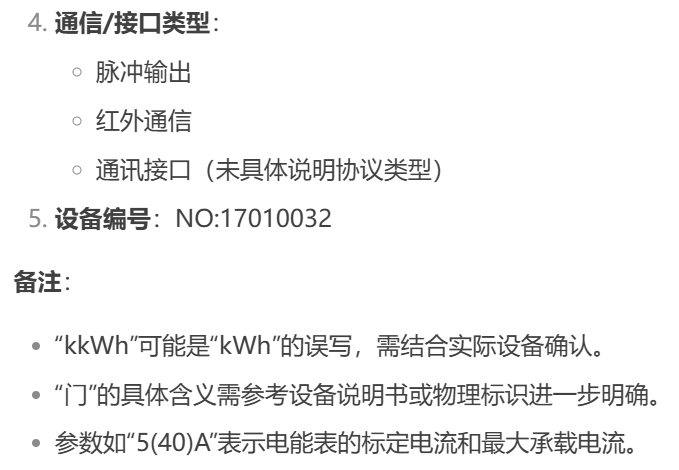 4. 通信/接口类型：
○ 脉冲输出
○ 红外通信
○ 通讯接口（未具体说明协议类型）
5. 设备编号：NO:17010032
备注：
• “kkWh”可能是“kWh”的误写，需结合实际设备确认。
• “门”的具体含义需参考设备说明书或物理标识进一步明确。
• 参数如“5(40)A”表示电能表的标定电流和最大承载电流。